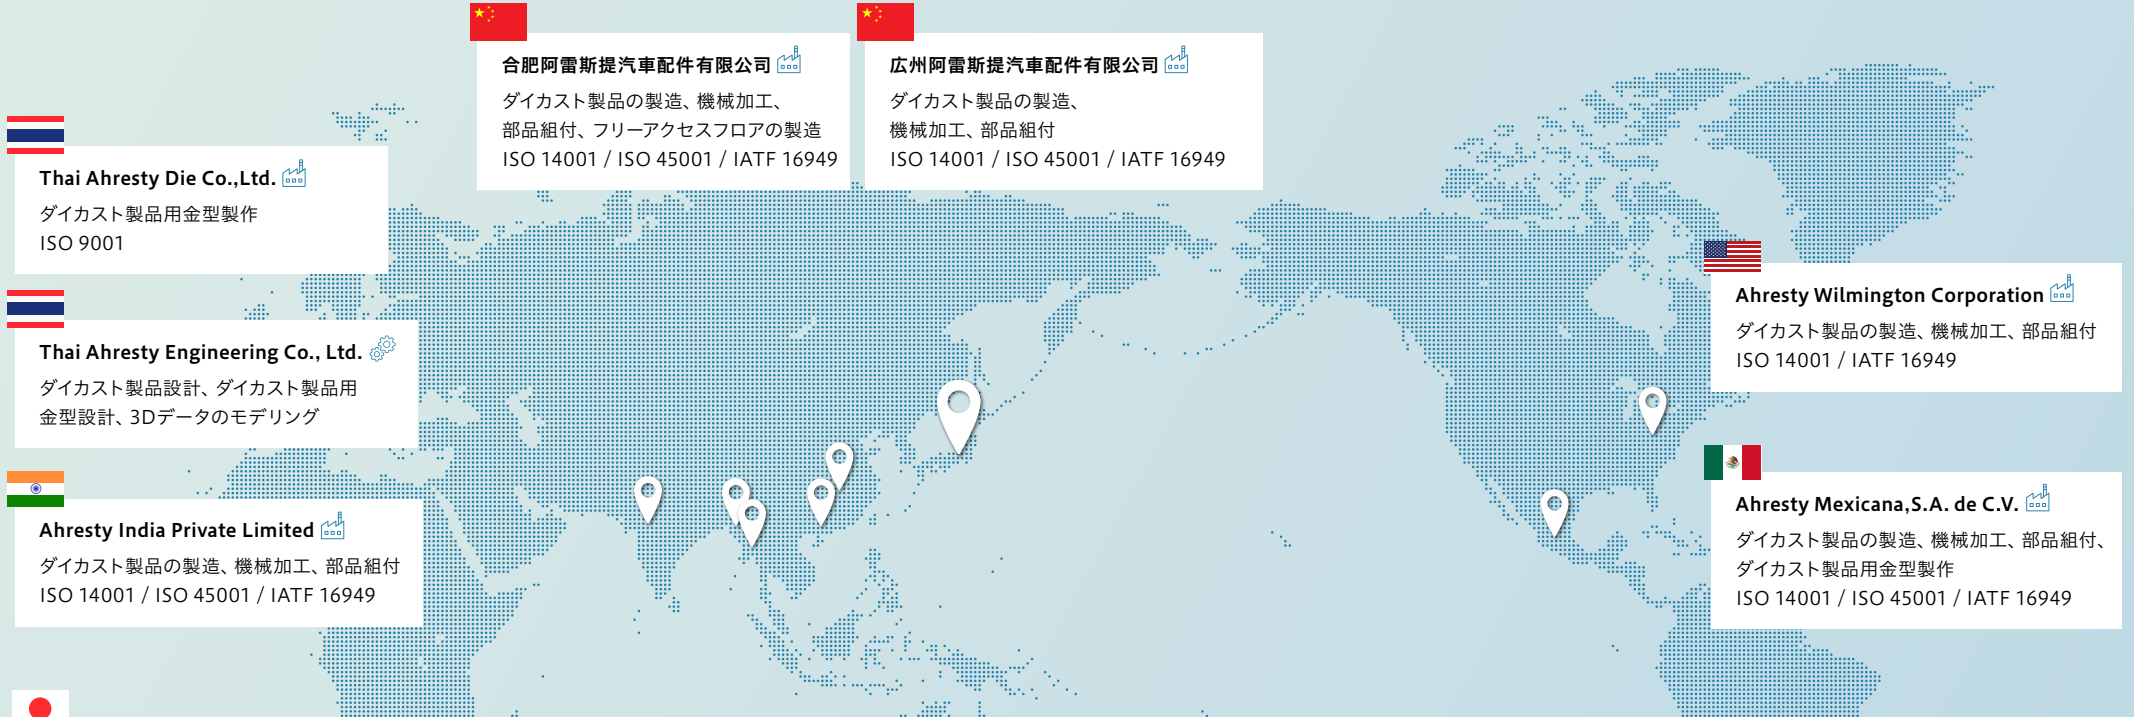 合肥阿雷斯提汽車配件有限公司
ダイカスト製品の製造、機械加工、
部品組付、フリーアクセスフロアの製造
ISO 14001 / ISO 45001 / IATF 16949
広州阿雷斯提汽車配件有限公司
ダイカスト製品の製造、
機械加工、部品組付
ISO 14001 / ISO 45001 / IATF 16949
Thai Ahresty Die Co.,Ltd.
ダイカスト製品用金型製作
ISO 9001
Thai Ahresty Engineering Co., Ltd.
ダイカスト製品設計、ダイカスト製品用
金型設計、3Dデータのモデリング
Ahresty India Private Limited
ダイカスト製品の製造、機械加工、部品組付
ISO 14001 / ISO 45001 / IATF 16949
Ahresty Wilmington Corporation
ダイカスト製品の製造、機械加工、部品組付
ISO 14001 / IATF 16949
Ahresty Mexicana,S.A. de C.V.
ダイカスト製品の製造、機械加工、部品組付、
ダイカスト製品用金型製作
ISO 14001 / ISO 45001 / IATF 16949